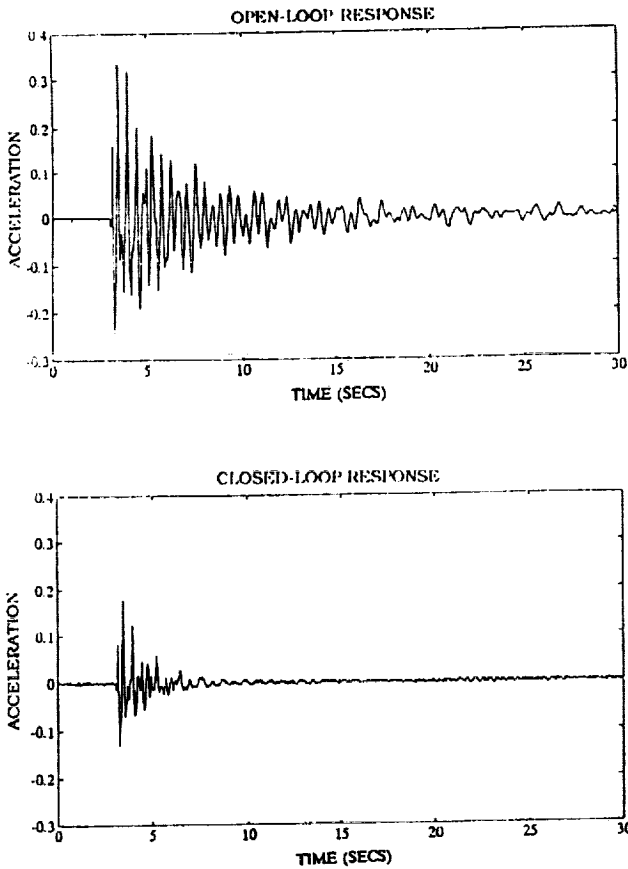 OPEN-LOOP RESPONSE
0.4
0.3
0.2
0.1
0
-0.1
-0.2
-0.3
ACCELERATION
0 5 10 15 20 25 30
TIME (SECS)
CLOSED-LOOP RESPONSE
0.4
0.3
0.2
0.1
0
-0.1
-0.2
-0.3
ACCELERATION
0 5 10 15 20 25 30
TIME (SECS)